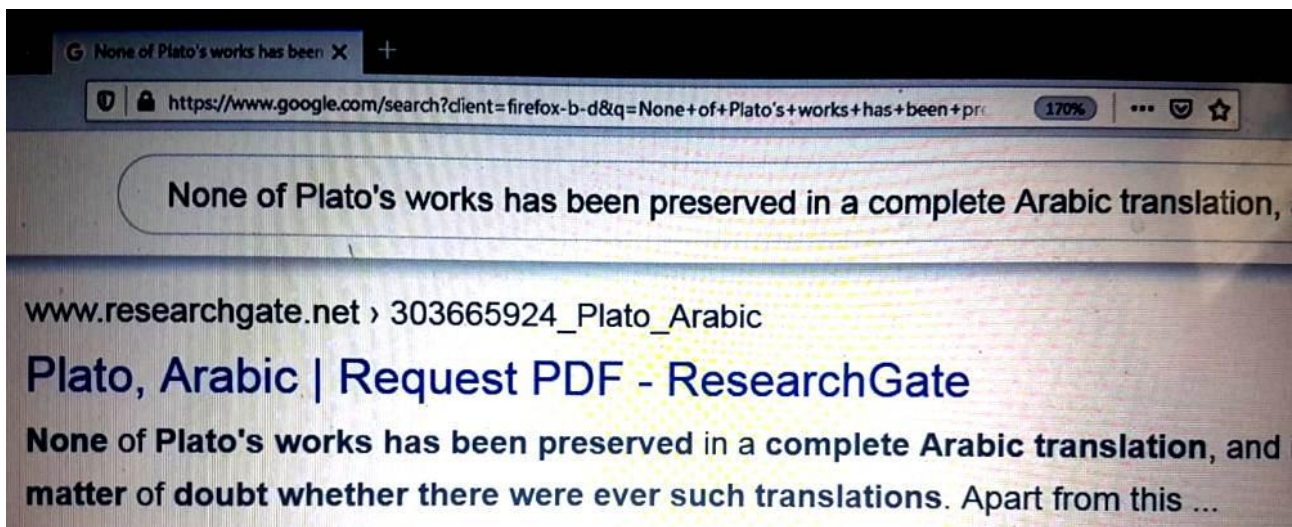 None of Plato's works has been
https://www.google.com/search?client=firefox-b-d&q=None+of+Plato's+works+has+been+pr 170%
None of Plato's works has been preserved in a complete Arabic translation,
www.researchgate.net › 303665924_Plato_Arabic
Plato, Arabic | Request PDF - ResearchGate
None of Plato's works has been preserved in a complete Arabic translation, and
matter of doubt whether there were ever such translations. Apart from this ...